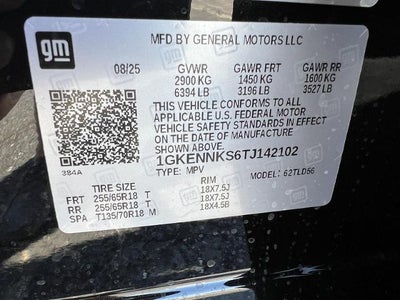 gm
MFD BY GENERAL MOTORS LLC
08/25 GVWR GAWR FRT GAWR RR
2900 KG 1450 KG 1600 KG
6394 LB 3196 LB 3527 LB
THIS VEHICLE CONFORMS TO ALL
APPLICABLE U.S. FEDERAL MOTOR
VEHICLE SAFETY STANDARDS IN EFFECT
ON THE DATE OF MANUFACTURE
SHOWN ABOVE.
1GKENNKS6TJ142102
384A TYPE: MPV MODEL: 62TLD56
TIRE SIZE RIM
FRT 255/65R18 T 18X7.5J
RR 255/65R18 T 18X7.5J
SPA T135/70R18 M 18X4.5B